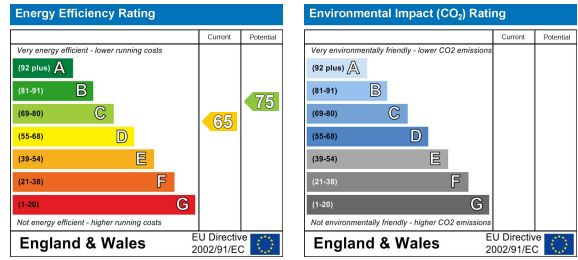 Energy Efficiency Rating
Current Potential
Very energy efficient - lower running costs
(92 plus) A
(81-91) B
(69-80) C
(55-68) D
(39-54) E
(21-38) F
(1-20) G
65
75
Not energy efficient - higher running costs
England & Wales
EU Directive
2002/91/EC
Environmental Impact (CO₂) Rating
Current Potential
Very environmentally friendly - lower CO2 emissions
(92 plus) A
(81-91) B
(69-80) C
(55-68) D
(39-54) E
(21-38) F
(1-20) G
Not environmentally friendly - higher CO2 emissions
England & Wales
EU Directive
2002/91/EC